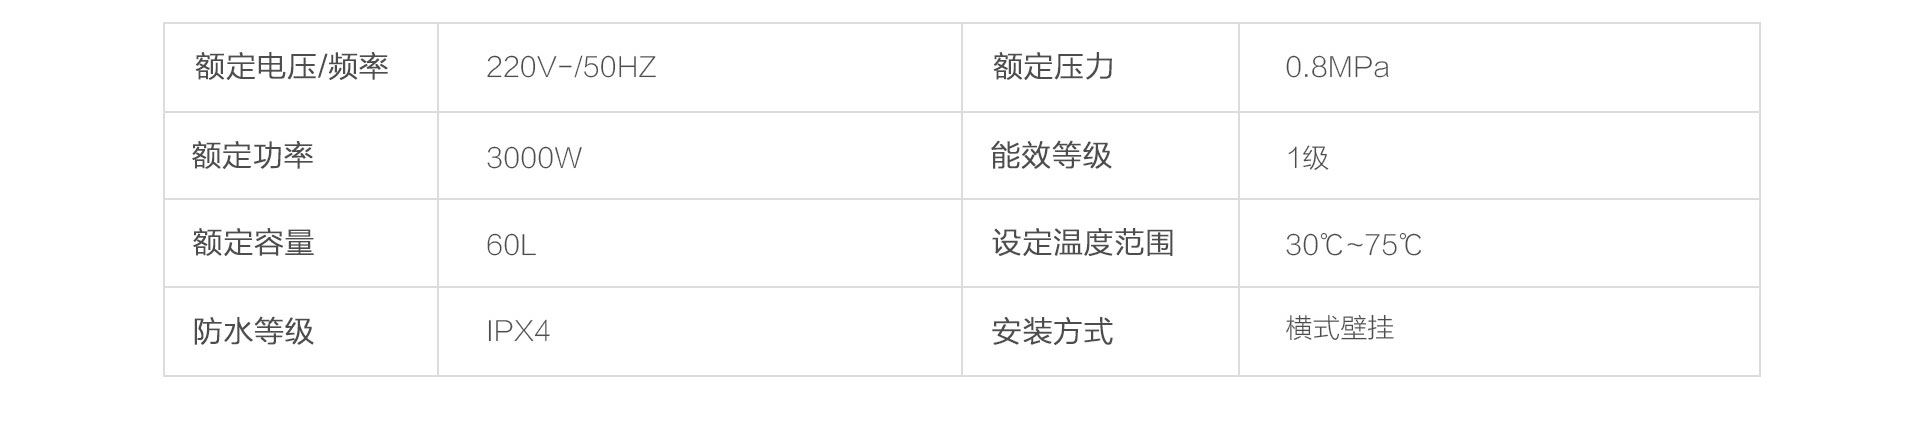 额定电压/频率 220V-/50HZ 额定压力 0.8MPa
额定功率 3000W 能效等级 1级
额定容量 60L 设定温度范围 30℃~75℃
防水等级 IPX4 安装方式 横式壁挂